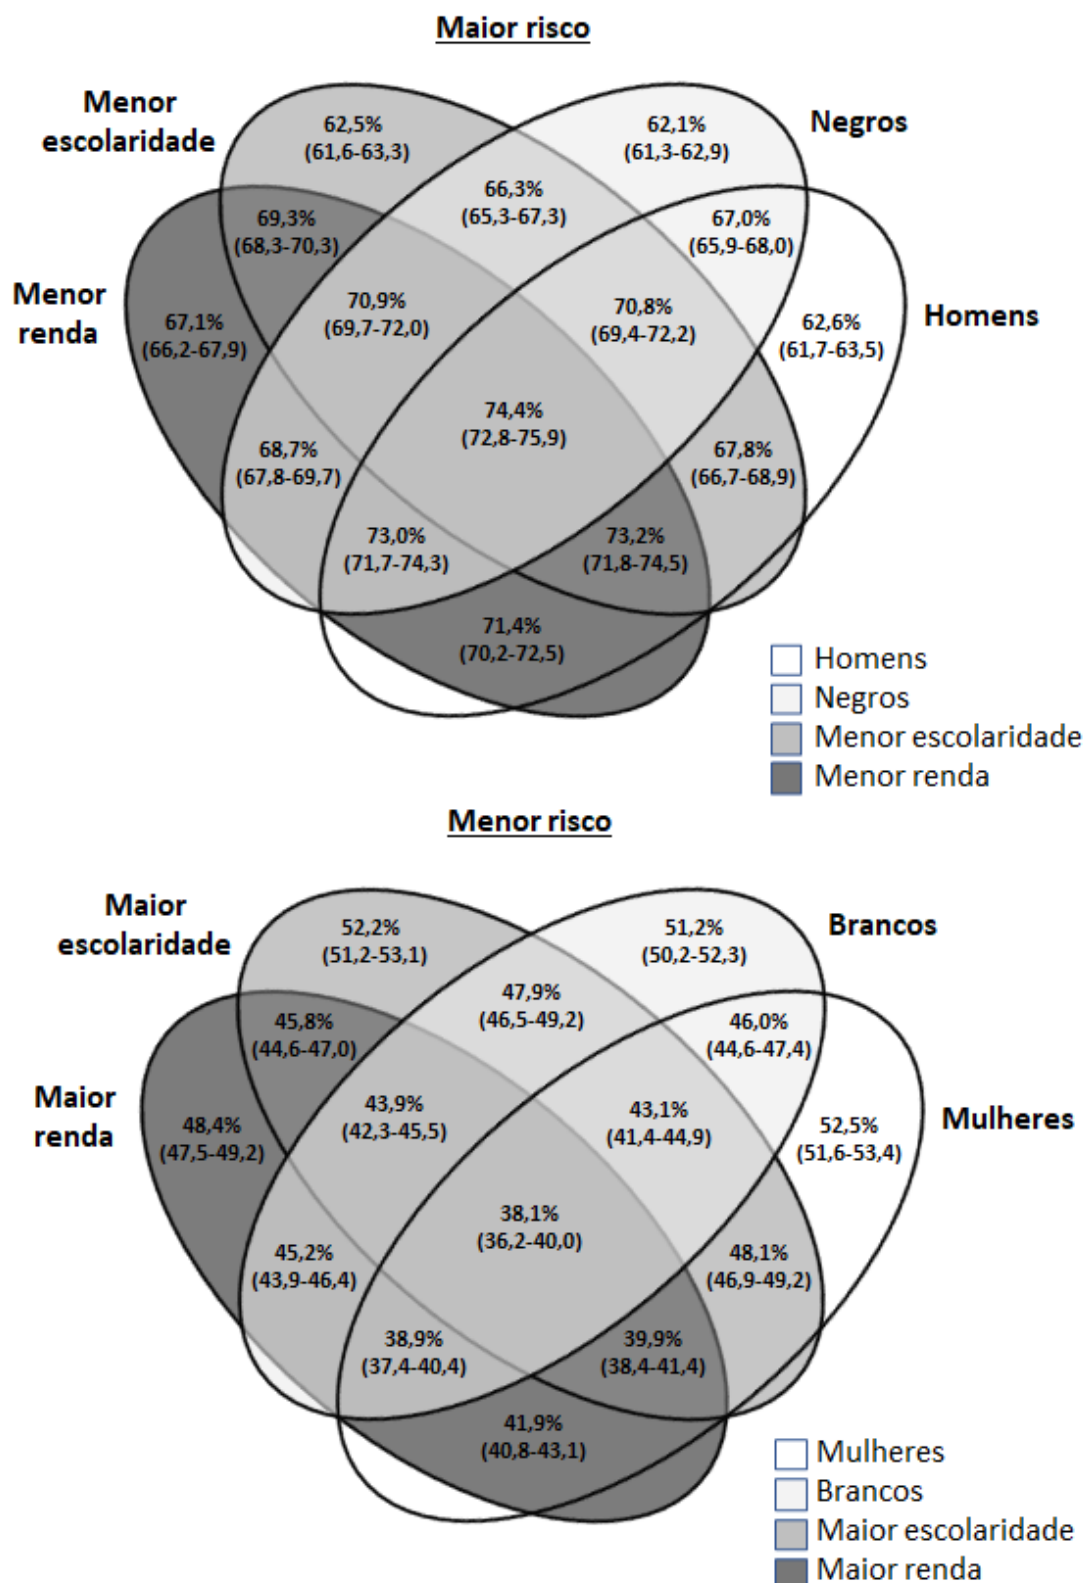 Maior risco
Menor
escolaridade
62,5%
(61,6-63,3)
62,1%
(61,3-62,9)
Negros
66,3%
(65,3-67,3)
69,3%
(68,3-70,3)
67,0%
(65,9-68,0)
Menor
renda
67,1%
(66,2-67,9)
70,9%
(69,7-72,0)
70,8%
(69,4-72,2)
62,6%
(61,7-63,5)
Homens
74,4%
(72,8-75,9)
68,7%
(67,8-69,7)
67,8%
(66,7-68,9)
73,0%
(71,7-74,3)
73,2%
(71,8-74,5)
71,4%
(70,2-72,5)
Homens
Negros
Menor escolaridade
Menor renda
Menor risco
Maior
escolaridade
52,2%
(51,2-53,1)
51,2%
(50,2-52,3)
Brancos
47,9%
(46,5-49,2)
45,8%
(44,6-47,0)
46,0%
(44,6-47,4)
Maior
renda
48,4%
(47,5-49,2)
43,9%
(42,3-45,5)
43,1%
(41,4-44,9)
52,5%
(51,6-53,4)
Mulheres
38,1%
(36,2-40,0)
45,2%
(43,9-46,4)
48,1%
(46,9-49,2)
38,9%
(37,4-40,4)
39,9%
(38,4-41,4)
41,9%
(40,8-43,1)
Mulheres
Brancos
Maior escolaridade
Maior renda